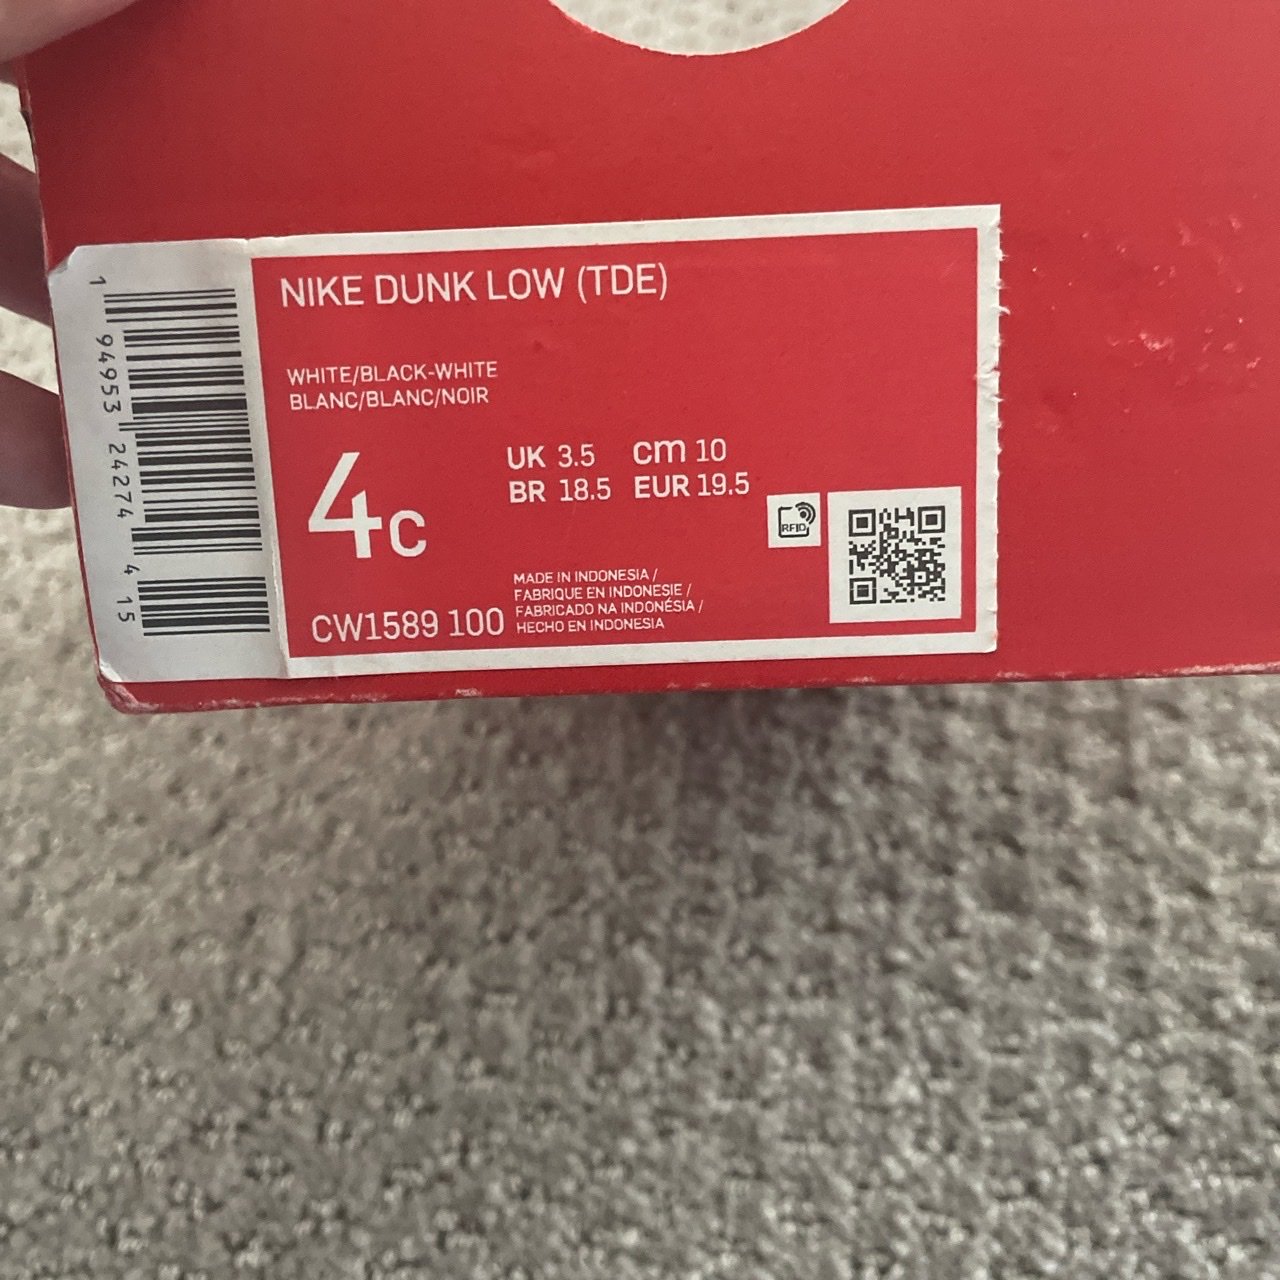 NIKE DUNK LOW (TDE)
WHITE/BLACK-WHITE
BLANC/BLANC/NOIR
4C
UK 3.5 cm 10
BR 18.5 EUR 19.5
RFID
MADE IN INDONESIA /
FABRIQUE EN INDONESIE /
FABRICADO NA INDONÉSIA /
HECHO EN INDONESIA
CW1589 100
1 94953 24274 4 15